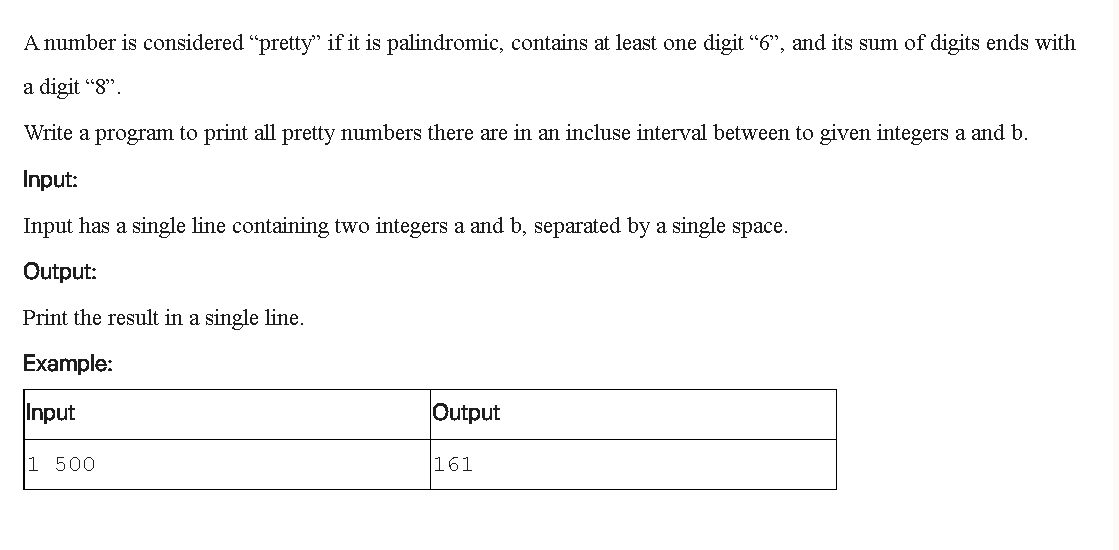 A number is considered “pretty” if it is palindromic, contains at least one digit “6”, and its sum of digits ends with
a digit “8”.
Write a program to print all pretty numbers there are in an incluse interval between to given integers a and b.
Input:
Input has a single line containing two integers a and b, separated by a single space.
Output:
Print the result in a single line.
Example:
Input Output
1 500 161